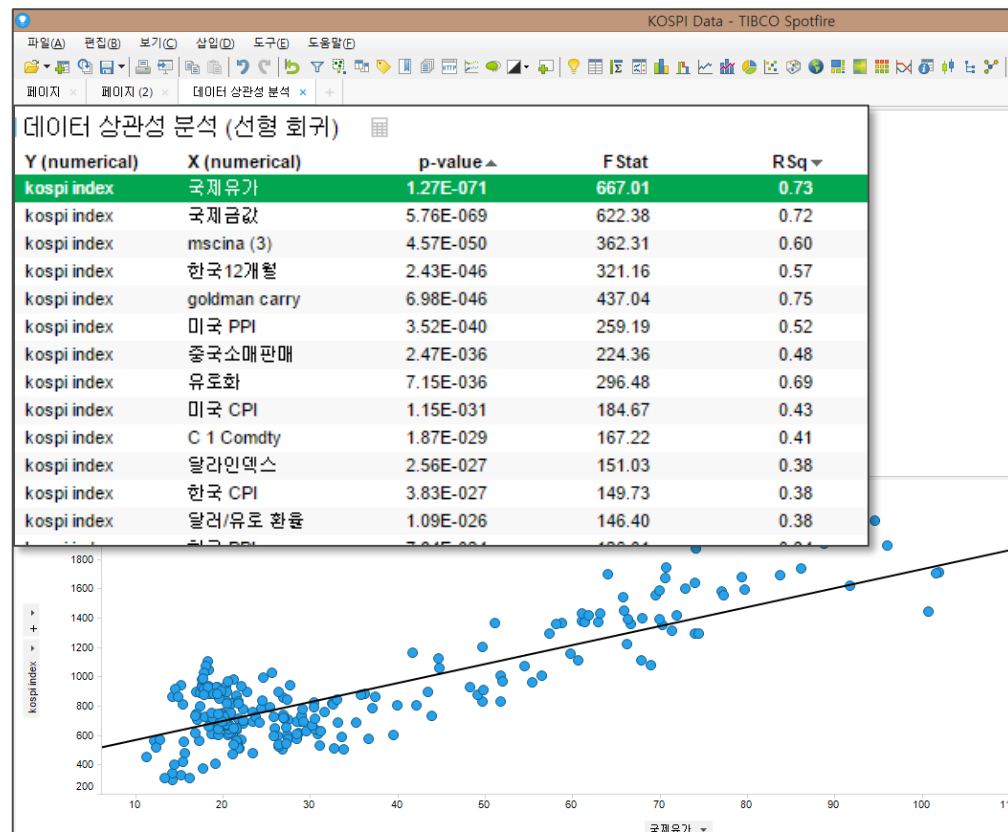 KOSPI Data - TIBCO Spotfire
파일(A) 편집(B) 보기(C) 삽입(D) 도구(E) 도움말(F)
페이지 × 페이지 (2) × 데이터 상관성 분석 × +
데이터 상관성 분석 (선형 회귀)
Y (numerical) X (numerical) p-value FStat RSq
kospi index 국제유가 1.27E-071 667.01 0.73
kospi index 국제금값 5.76E-069 622.38 0.72
kospi index mscina (3) 4.57E-050 362.31 0.60
kospi index 한국12개월 2.43E-046 321.16 0.57
kospi index goldman carry 6.98E-046 437.04 0.75
kospi index 미국 PPI 3.52E-040 259.19 0.52
kospi index 중국소매판매 2.47E-036 224.36 0.48
kospi index 유로화 7.15E-036 296.48 0.69
kospi index 미국 CPI 1.15E-031 184.67 0.43
kospi index C 1 Comdty 1.87E-029 167.22 0.41
kospi index 달라인덱스 2.56E-027 151.03 0.38
kospi index 한국 CPI 3.83E-027 149.73 0.38
kospi index 달러/유로 환율 1.09E-026 146.40 0.38
1800
1600
1400
1200
1000
800
600
400
200
+
kospi index
10 20 30 40 50 60 70 80 90 100
국제유가